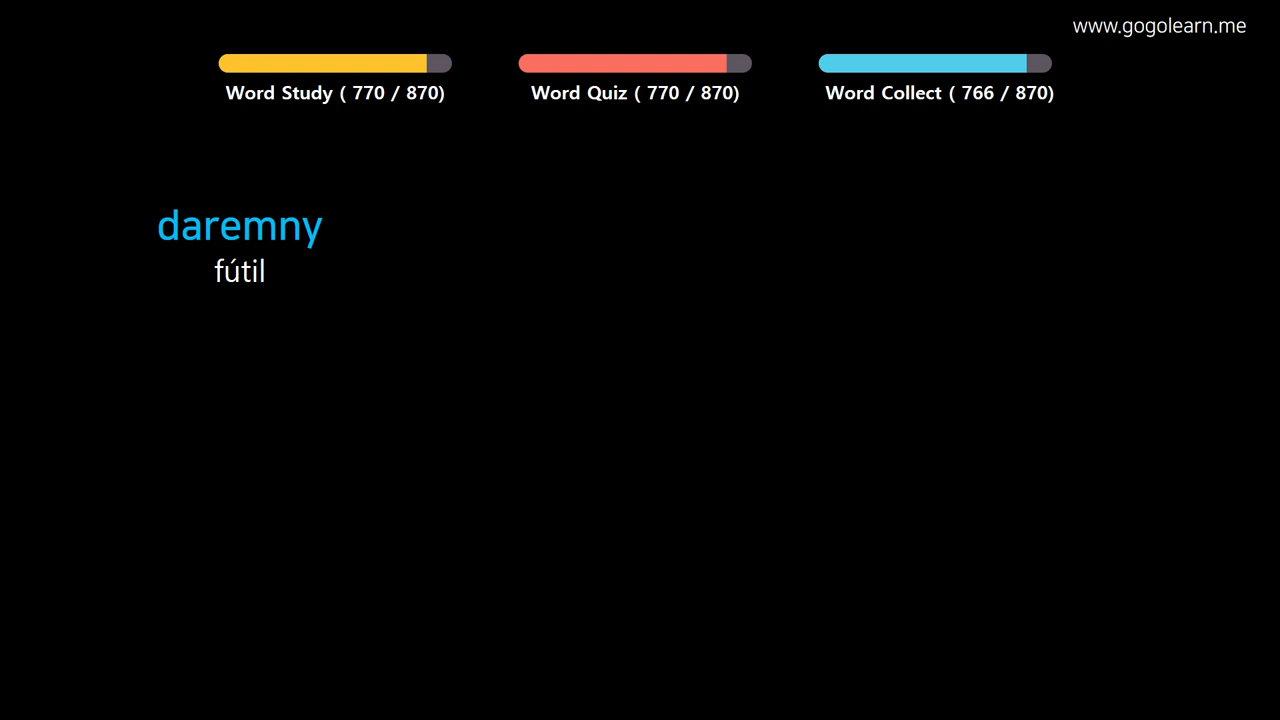 www.gogolearn.me
Word Study ( 770 / 870)
Word Quiz ( 770 / 870)
Word Collect ( 766 / 870)
daremny
fútil